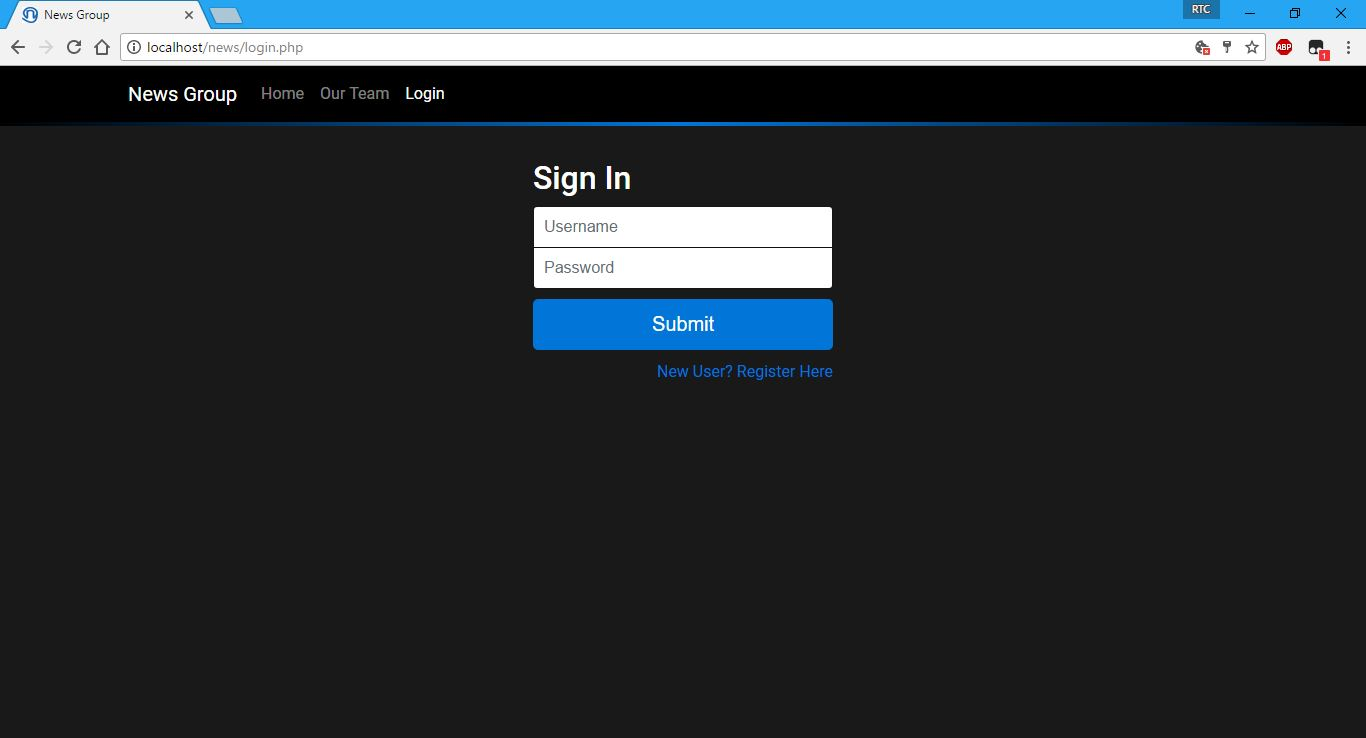 News Group
RTC
localhost/news/login.php
ABP
1
News Group Home Our Team Login
Sign In
Username
Password
Submit
New User? Register Here